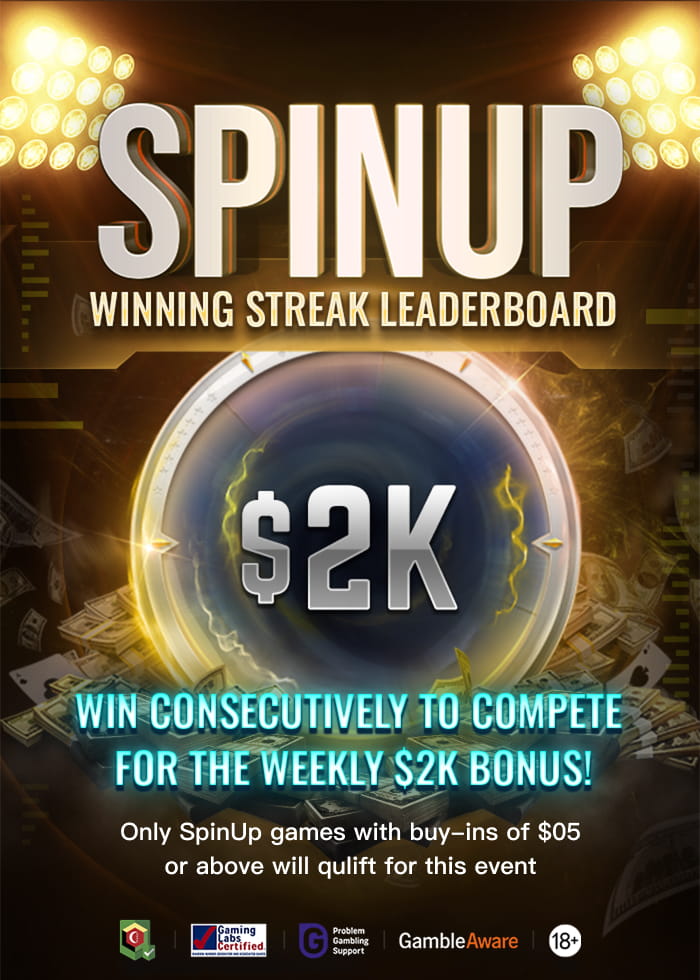 SPINUP
WINNING STREAK LEADERBOARD
$2K
WIN CONSECUTIVELY TO COMPETE
FOR THE WEEKLY $2K BONUS!
Only SpinUp games with buy-ins of $05
or above will qulift for this event
Gaming
Labs
Certified
G
Problem
Gambling
Support
GambleAware
18+